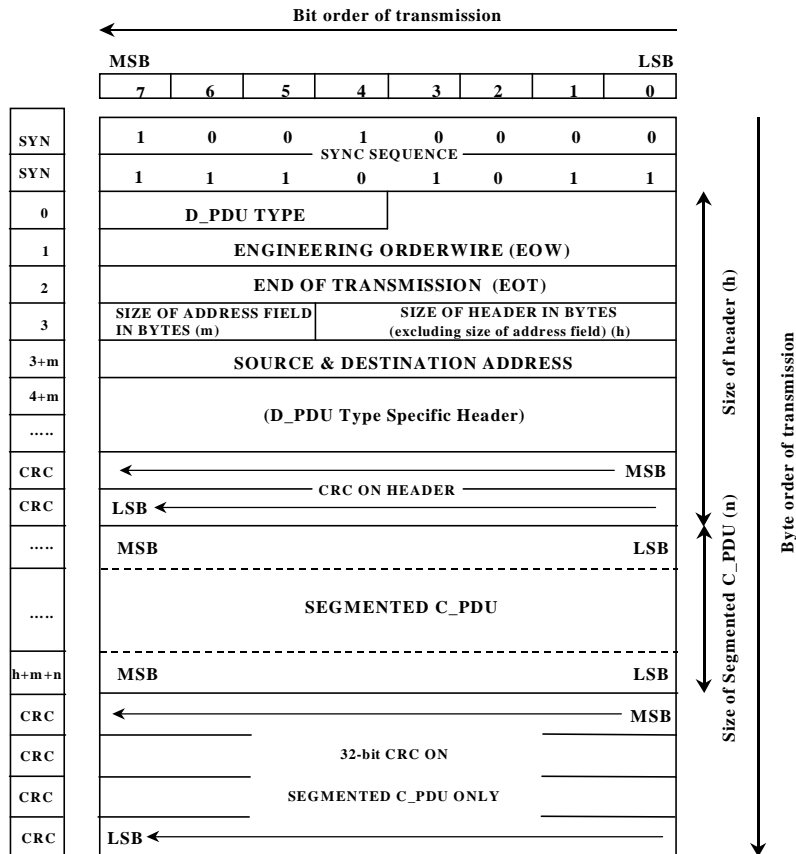 Bit order of transmission
MSB LSB
7 6 5 4 3 2 1 0
SYN 1 0 0 1 0 0 0 0
SYNC SEQUENCE
SYN 1 1 1 0 1 0 1 1
0 D_PDU TYPE
1 ENGINEERING ORDERWIRE (EOW)
2 END OF TRANSMISSION (EOT)
3 SIZE OF ADDRESS FIELD IN BYTES (m) SIZE OF HEADER IN BYTES (excluding size of address field) (h)
3+m SOURCE & DESTINATION ADDRESS
4+m
(D_PDU Type Specific Header)
.....
CRC MSB
CRC ON HEADER
CRC LSB
..... MSB LSB
..... SEGMENTED C_PDU
h+m+n MSB LSB
CRC MSB
CRC 32-bit CRC ON
CRC SEGMENTED C_PDU ONLY
CRC LSB
Size of header (h)
Size of Segmented C_PDU (n)
Byte order of transmission